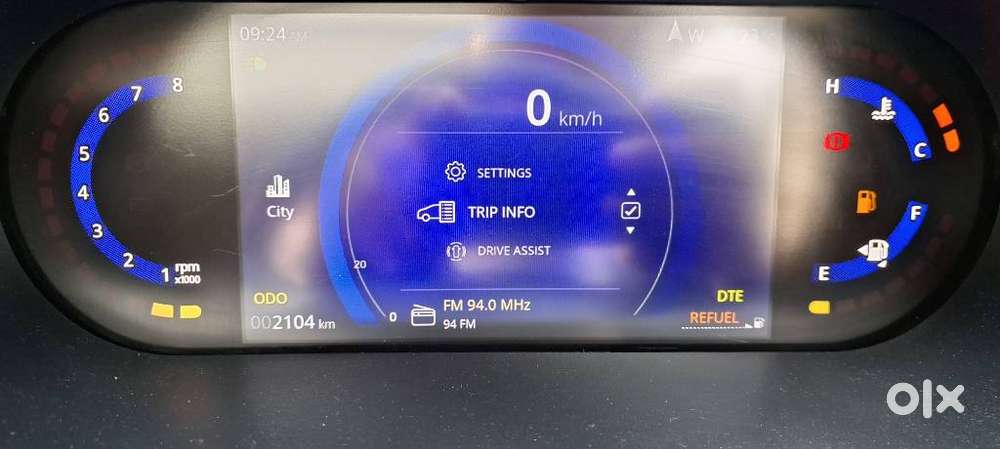 09:24 AM
W
8
7
6
5
4
3
2
1 rpm
x1000
0 km/h
SETTINGS
TRIP INFO
DRIVE ASSIST
City
20
0
ODO
002104 km
FM 94.0 MHz
94 FM
DTE
REFUEL
H
C
F
E
olx